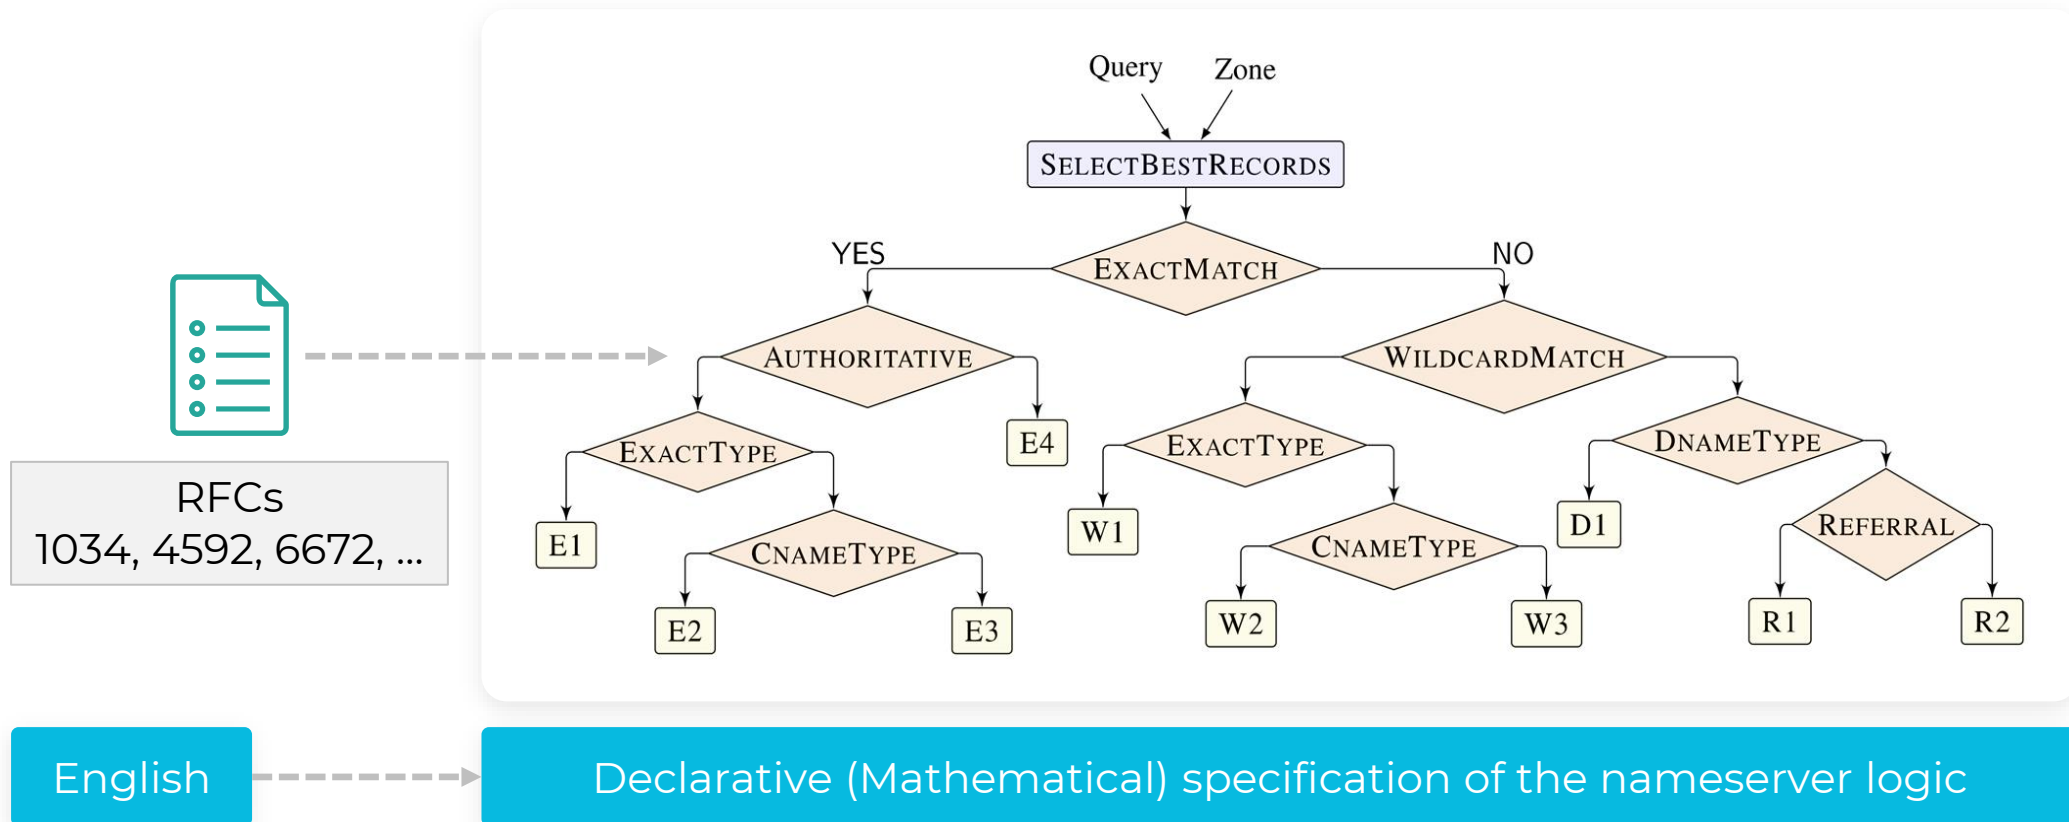 Query Zone
SELECTBESTRECORDS
YES
EXACTMATCH
NO
AUTHORITATIVE
WILDCARDMATCH
EXACTTYPE
E4
EXACTTYPE
DNAMETYPE
E1
CNAMETYPE
W1
CNAMETYPE
D1
REFERRAL
E2
E3
W2
W3
R1
R2
RFCs
1034, 4592, 6672, ...
English
Declarative (Mathematical) specification of the nameserver logic